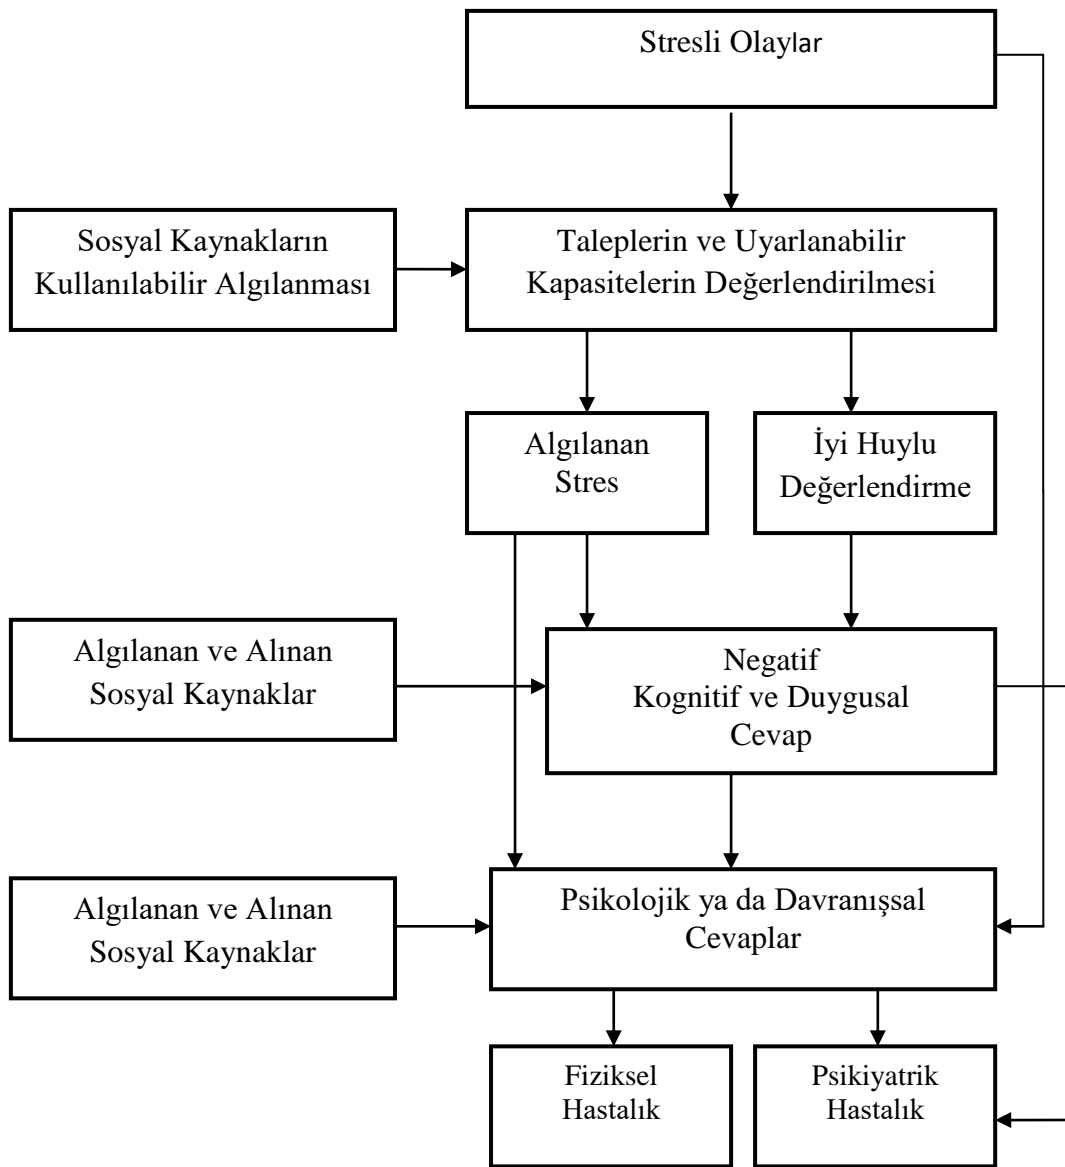 Stresli Olaylar
Sosyal Kaynakların
Kullanılabilir Algılanması
Taleplerin ve Uyarlanabilir
Kapasitelerin Değerlendirilmesi
Algılanan
Stres
İyi Huylu
Değerlendirme
Algılanan ve Alınan
Sosyal Kaynaklar
Negatif
Kognitif ve Duygusal
Cevap
Algılanan ve Alınan
Sosyal Kaynaklar
Psikolojik ya da Davranışsal
Cevaplar
Fiziksel
Hastalık
Psikiyatrik
Hastalık